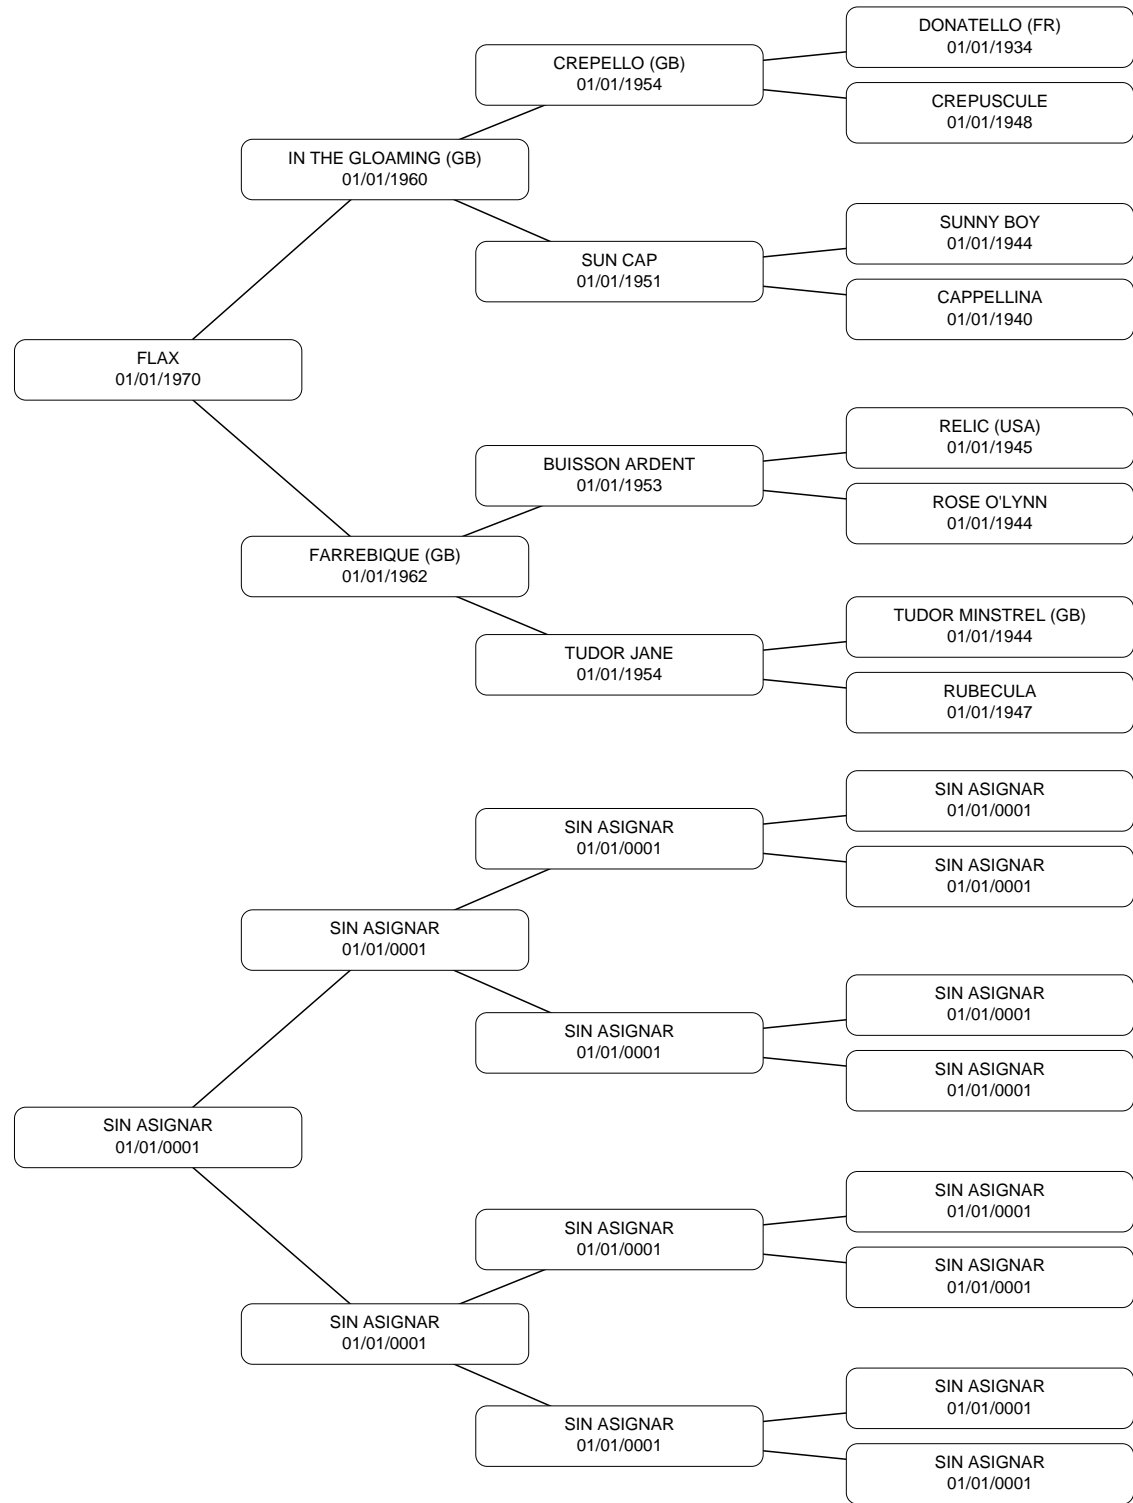 DONATELLO (FR)
01/01/1934
CREPELLO (GB)
01/01/1954
CREPUSCULE
01/01/1948
IN THE GLOAMING (GB)
01/01/1960
SUNNY BOY
01/01/1944
SUN CAP
01/01/1951
CAPPELLINA
01/01/1940
FLAX
01/01/1970
RELIC (USA)
01/01/1945
BUISSON ARDENT
01/01/1953
ROSE O'LYNN
01/01/1944
FARREBIQUE (GB)
01/01/1962
TUDOR MINSTREL (GB)
01/01/1944
TUDOR JANE
01/01/1954
RUBECULA
01/01/1947
SIN ASIGNAR
01/01/0001
SIN ASIGNAR
01/01/0001
SIN ASIGNAR
01/01/0001
SIN ASIGNAR
01/01/0001
SIN ASIGNAR
01/01/0001
SIN ASIGNAR
01/01/0001
SIN ASIGNAR
01/01/0001
SIN ASIGNAR
01/01/0001
SIN ASIGNAR
01/01/0001
SIN ASIGNAR
01/01/0001
SIN ASIGNAR
01/01/0001
SIN ASIGNAR
01/01/0001
SIN ASIGNAR
01/01/0001
SIN ASIGNAR
01/01/0001
SIN ASIGNAR
01/01/0001